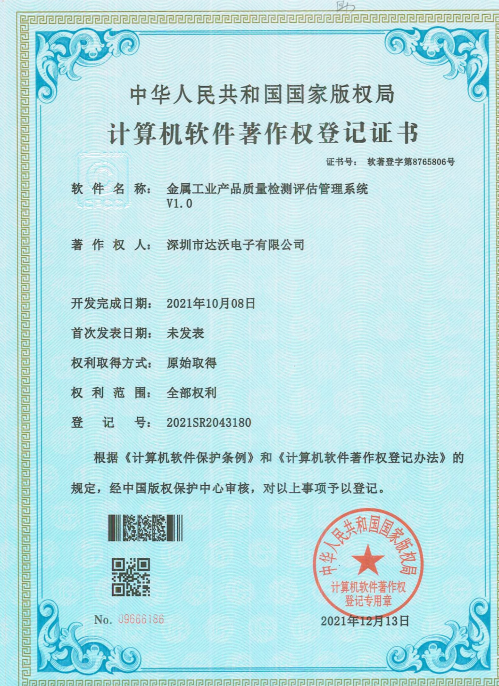 中华人民共和国国家版权局
计算机软件著作权登记证书
证书号： 软著登字第8765806号
软件名称： 金属工业产品质量检测评估管理系统
V1.0
著作权人： 深圳市达沃电子有限公司
开发完成日期： 2021年10月08日
首次发表日期： 未发表
权利取得方式： 原始取得
权利范围： 全部权利
登记号： 2021SR2043180
根据《计算机软件保护条例》和《计算机软件著作权登记办法》的
规定，经中国版权保护中心审核，对以上事项予以登记。
中华人民共和国国家版权局
计算机软件著作权
登记专用章
No. 09666166
2021年12月13日